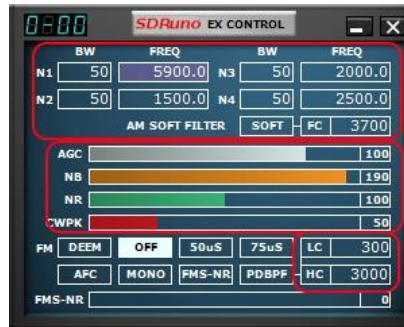 0-00 SDRuno EX CONTROL
BW FREQ BW FREQ
N1 50 5900.0 N3 50 2000.0
N2 50 1500.0 N4 50 2500.0
AM SOFT FILTER SOFT FC 3700
AGC 100
NB 190
NR 100
CWPK 50
FM DEEM OFF 50uS 75uS LC 300
AFC MONO FMS-NR PDBPF HC 3000
FMS-NR 0